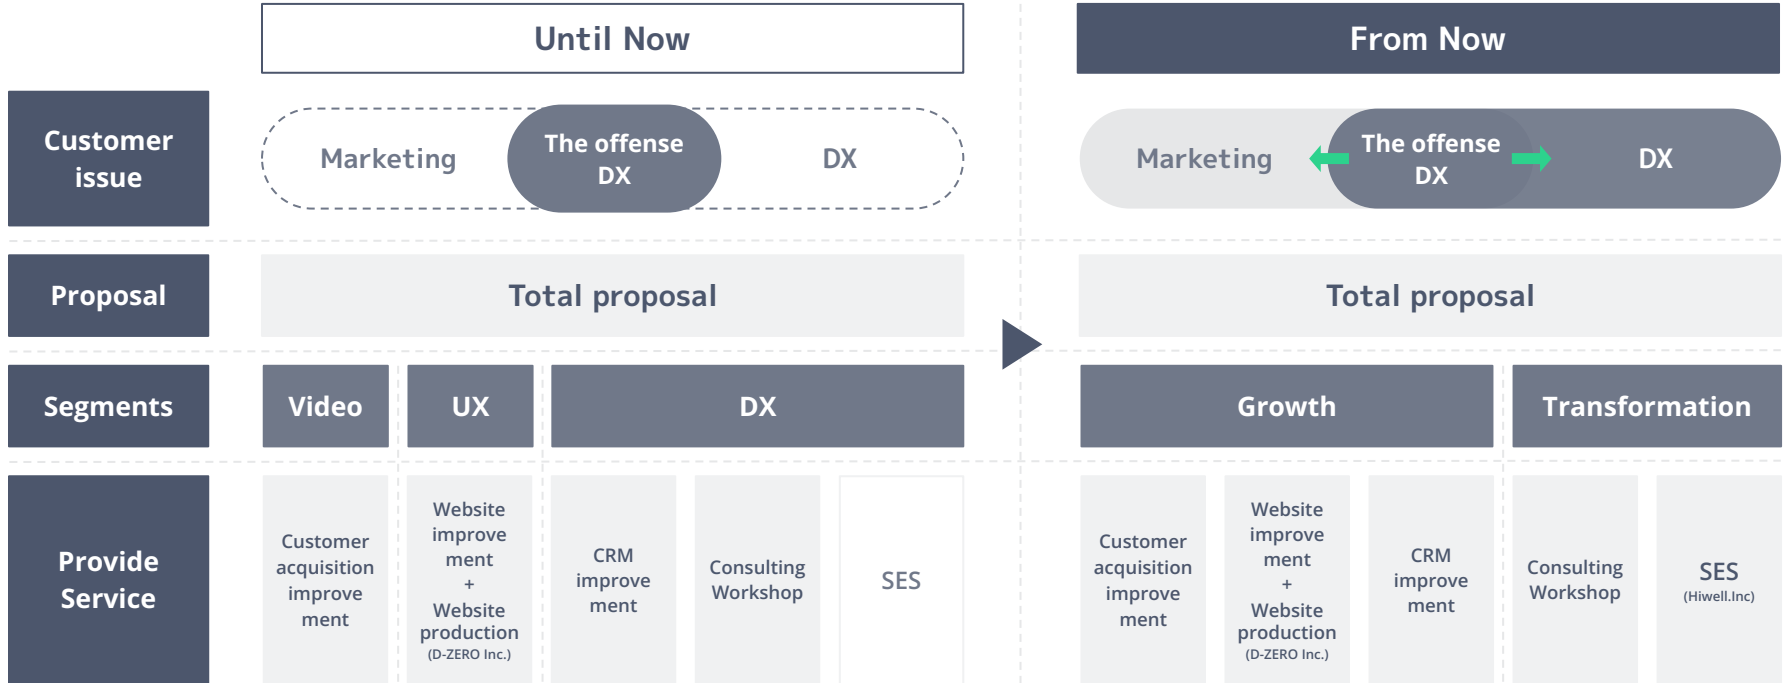 Until Now
From Now
Customer
issue
Marketing
The offense
DX
DX
Marketing
The offense
DX
DX
Proposal
Total proposal
Total proposal
Segments
Video
UX
DX
Growth
Transformation
Provide
Service
Customer
acquisition
improve
ment
Website
improve
ment
+
Website
production
(D-ZERO Inc.)
CRM
improve
ment
Consulting
Workshop
SES
Customer
acquisition
improve
ment
Website
improve
ment
+
Website
production
(D-ZERO Inc.)
CRM
improve
ment
Consulting
Workshop
SES
(Hiwell.Inc)